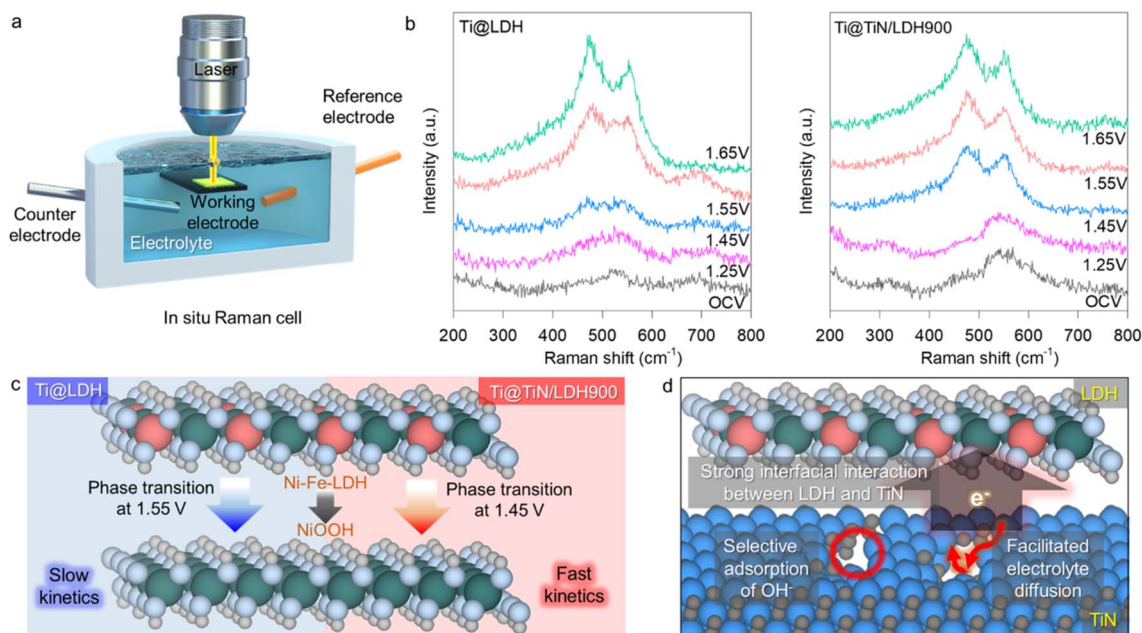 a
Laser
Reference
electrode
Counter
electrode
Working
electrode
Electrolyte
In situ Raman cell
b
Ti@LDH
Intensity (a.u.)
1.65V
1.55V
1.45V
1.25V
OCV
200 300 400 500 600 700 800
Raman shift (cm⁻¹)
Ti@TiN/LDH900
Intensity (a.u.)
1.65V
1.55V
1.45V
1.25V
OCV
200 300 400 500 600 700 800
Raman shift (cm⁻¹)
c
Ti@LDH
Ti@TiN/LDH900
Phase transition
at 1.55 V
Ni-Fe-LDH
NiOOH
Phase transition
at 1.45 V
Slow
kinetics
Fast
kinetics
d
LDH
Strong interfacial interaction
between LDH and TiN
e⁻
Selective
adsorption
of OH⁻
Facilitated
electrolyte
diffusion
TiN